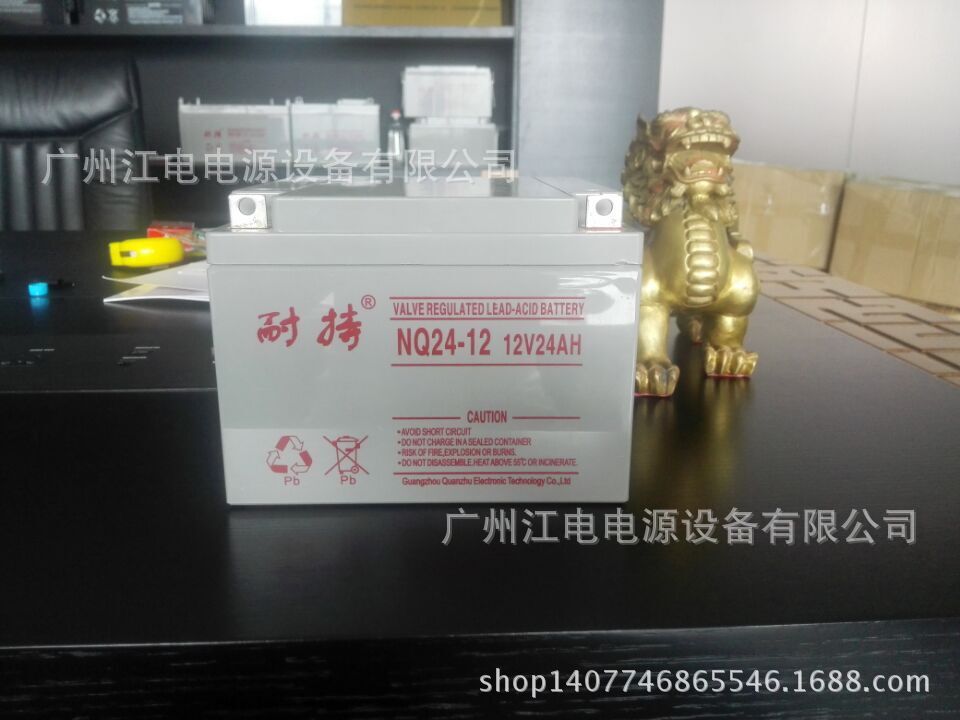 广州江电电源设备有限公司
耐持®
VALVE REGULATED LEAD-ACID BATTERY
NQ24-12 12V24AH
CAUTION
•AVOID SHORT CIRCUIT
•DO NOT CHARGE IN A SEALED CONTAINER
•RISK OF FIRE,EXPLOSION OR BURNS.
•DO NOT DISASSEMBLE.HEAT ABOVE 55℃ OR INCINERATE.
Pb Pb
Guangzhou Quanzhu Electronic Technology Co.,Ltd
广州江电电源设备有限公司
shop1407746865546.1688.com